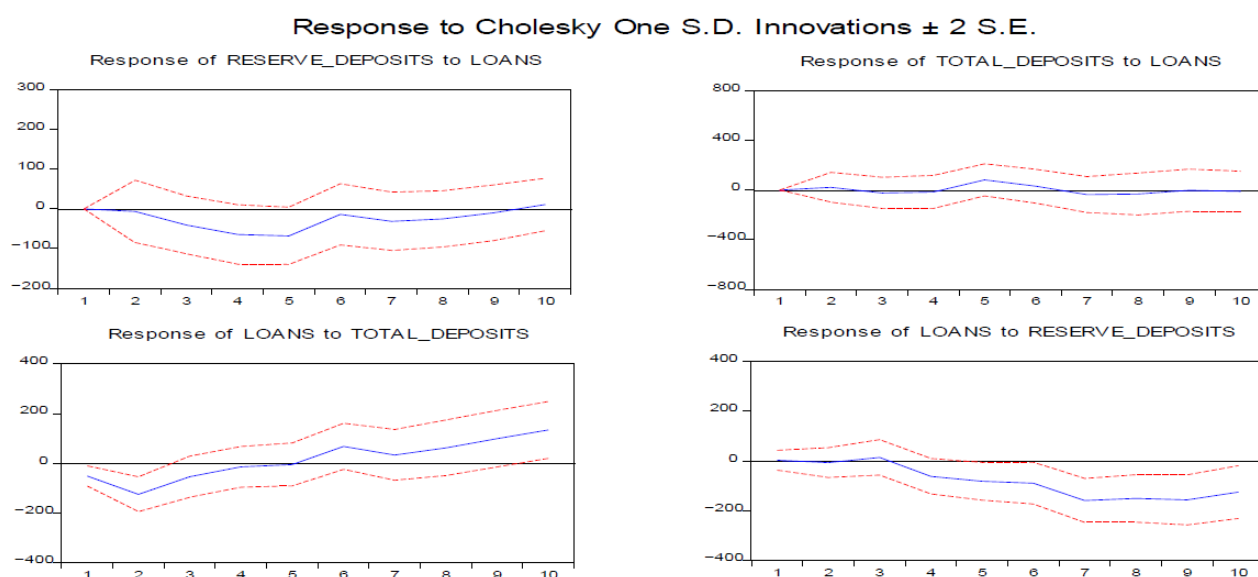 Response to Cholesky One S.D. Innovations ± 2 S.E.
Response of RESERVE_DEPOSITS to LOANS
300
200
100
0
−100
−200
1 2 3 4 5 6 7 8 9 10
Response of TOTAL_DEPOSITS to LOANS
800
400
0
−400
−800
1 2 3 4 5 6 7 8 9 10
Response of LOANS to TOTAL_DEPOSITS
400
200
0
−200
−400
1 2 3 4 5 6 7 8 9 10
Response of LOANS to RESERVE_DEPOSITS
400
200
0
−200
−400
1 2 3 4 5 6 7 8 9 10